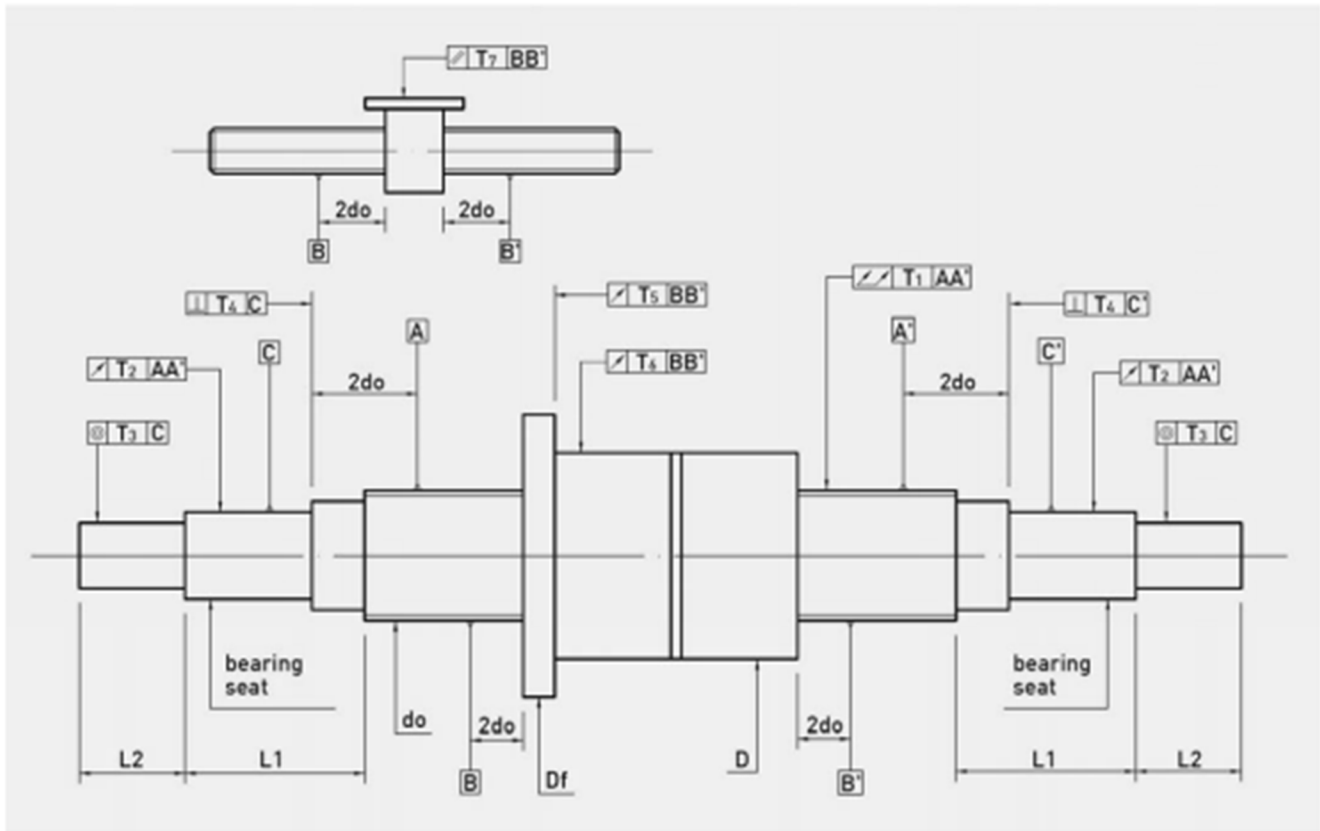 ⫽ T7 BB'
2do 2do
B B'
⌰ T1 AA'
↗ T5 BB'
⊥ T4 C
⊥ T4 C'
A
A'
C
C'
↗ T6 BB'
↗ T2 AA'
↗ T2 AA'
2do
2do
◎ T3 C
◎ T3 C
bearing
seat
bearing
seat
do
2do
2do
L2
L1
D
L1
L2
B
Df
B'